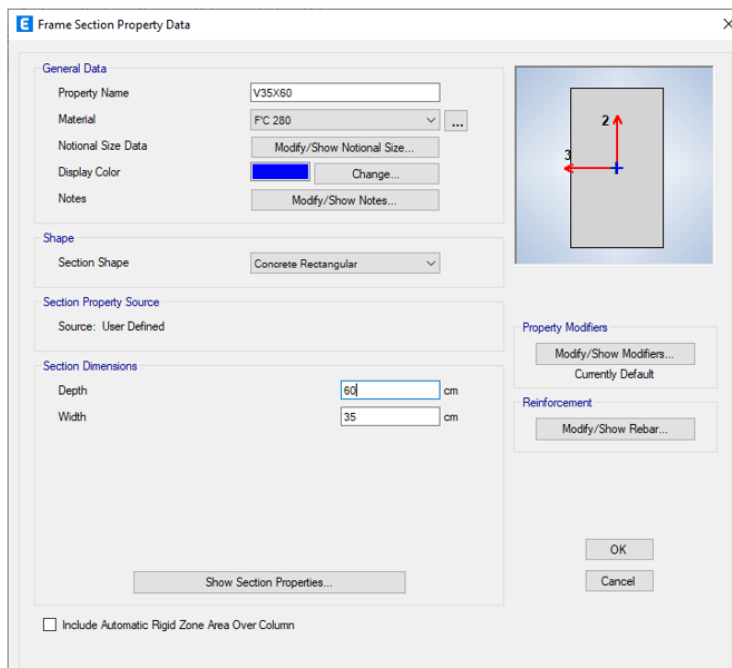 E Frame Section Property Data
General Data
Property Name V35X60
Material F'C 280 ...
Notional Size Data Modify/Show Notional Size...
Display Color Change...
Notes Modify/Show Notes...
2
3
Shape
Section Shape Concrete Rectangular
Section Property Source
Source: User Defined
Property Modifiers
Modify/Show Modifiers...
Currently Default
Section Dimensions
Depth 60 cm
Width 35 cm
Reinforcement
Modify/Show Rebar...
OK
Show Section Properties... Cancel
Include Automatic Rigid Zone Area Over Column